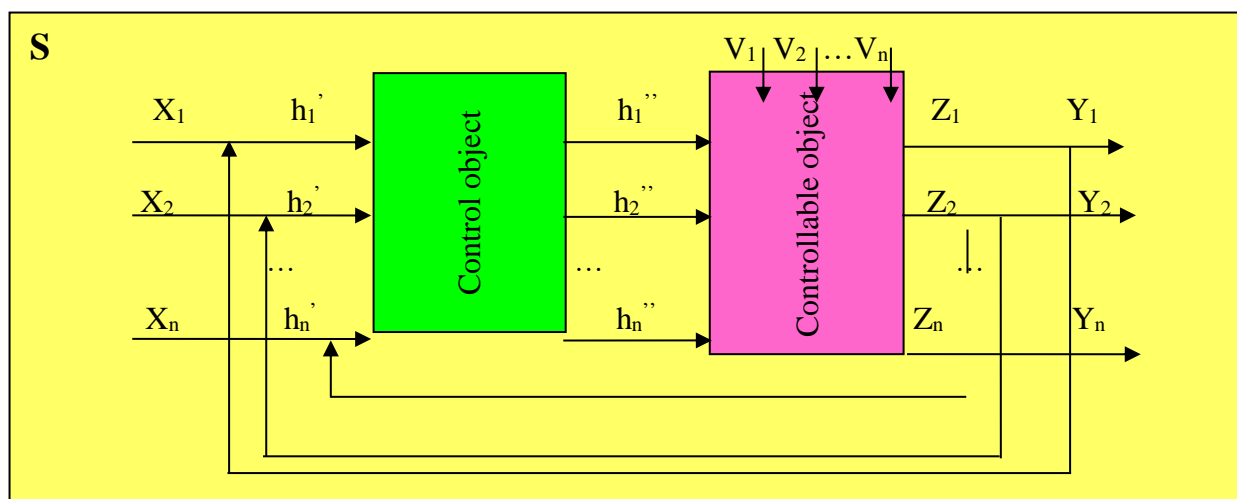 S
V₁ V₂ …Vₙ
X₁ h₁’ h₁’’ Z₁ Y₁
X₂ h₂’ h₂’’ Z₂ Y₂
… … …
Xₙ hₙ’ hₙ’’ Zₙ Yₙ
Control object
Controllable object